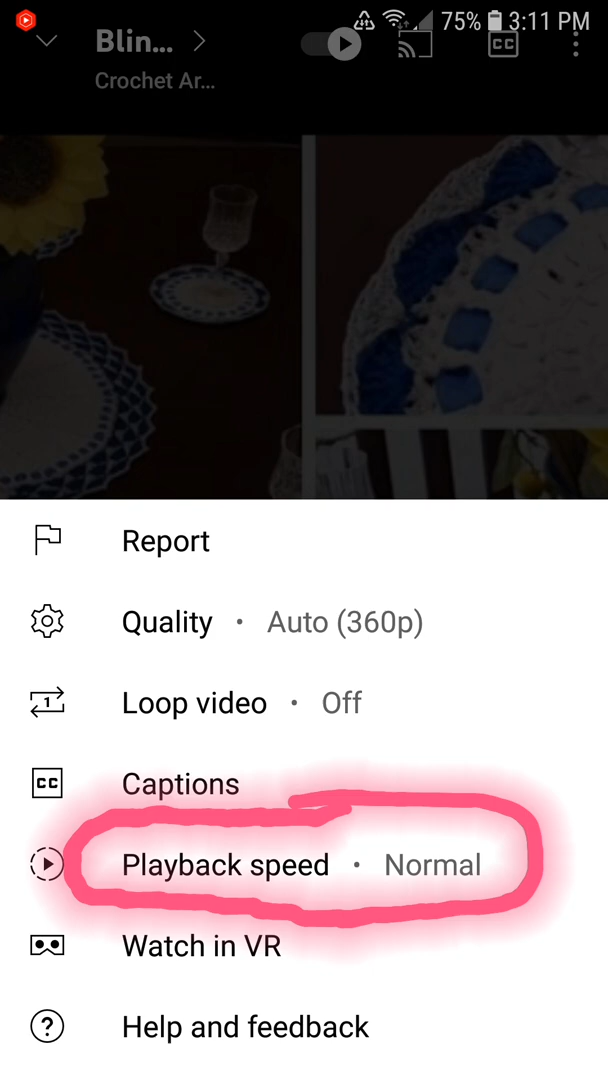 75% 3:11 PM
Blin...
CC
Crochet Ar...
Report
Quality • Auto (360p)
1
Loop video • Off
CC
Captions
Playback speed • Normal
Watch in VR
?
Help and feedback